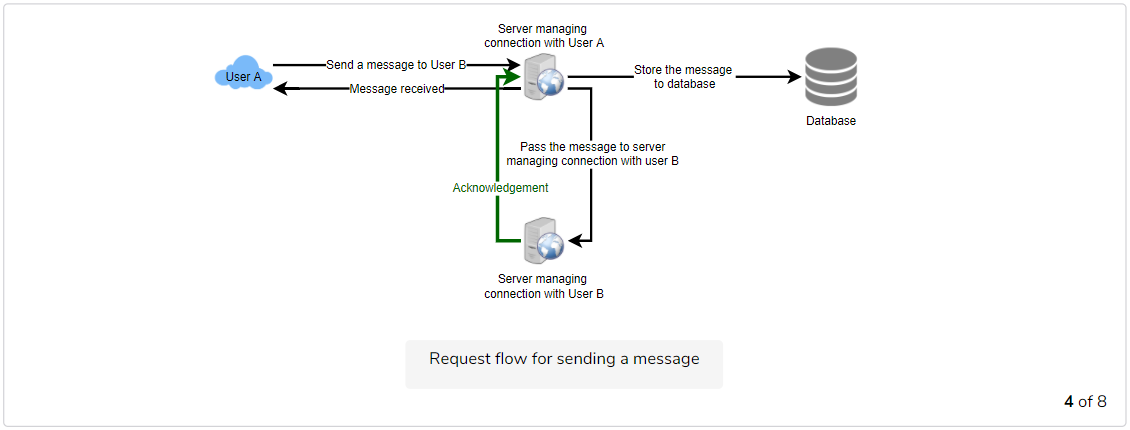 Server managing
connection with User A
User A
Send a message to User B
Message received
Store the message
to database
Database
Pass the message to server
managing connection with user B
Acknowledgement
Server managing
connection with User B
Request flow for sending a message
4 of 8